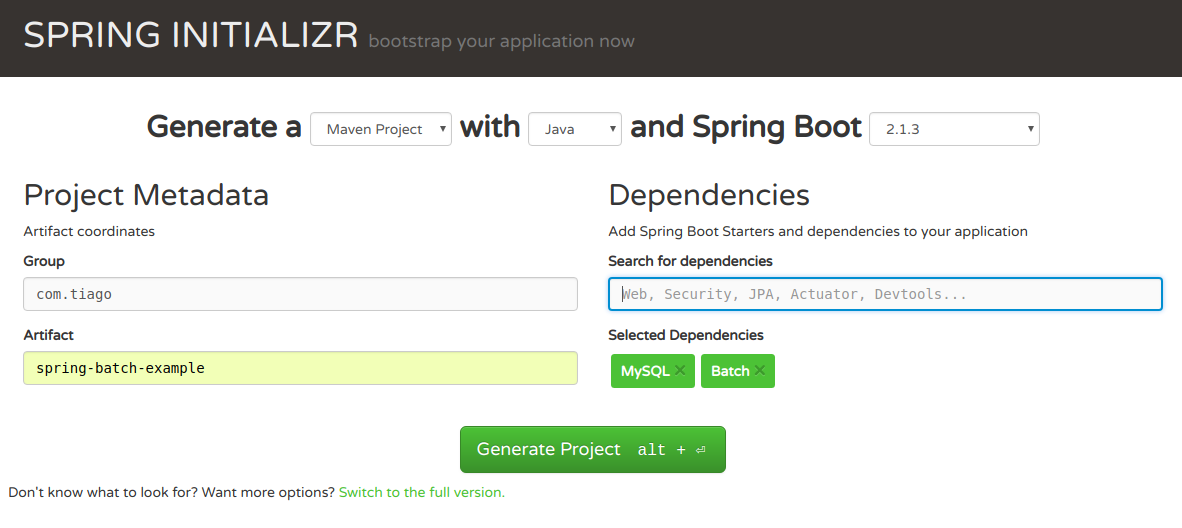 SPRING INITIALIZR bootstrap your application now
Generate a Maven Project with Java and Spring Boot 2.1.3
Project Metadata
Artifact coordinates
Group
com.tiago
Artifact
spring-batch-example
Dependencies
Add Spring Boot Starters and dependencies to your application
Search for dependencies
Web, Security, JPA, Actuator, Devtools...
Selected Dependencies
MySQL × Batch ×
Generate Project alt + ⏎
Don't know what to look for? Want more options? Switch to the full version.